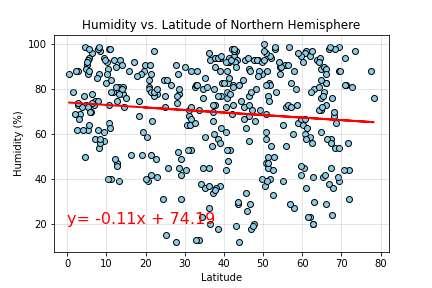 Humidity vs. Latitude of Northern Hemisphere
100
80
60
40
20
Humidity (%)
y= -0.11x + 74.19
0 10 20 30 40 50 60 70 80
Latitude